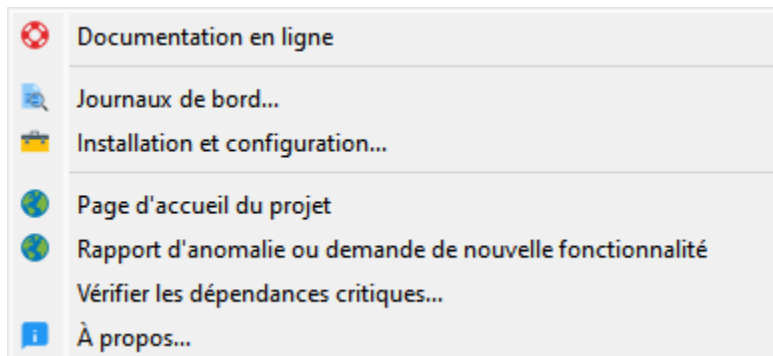 Documentation en ligne
Journaux de bord...
Installation et configuration...
Page d'accueil du projet
Rapport d'anomalie ou demande de nouvelle fonctionnalité
Vérifier les dépendances critiques...
À propos...